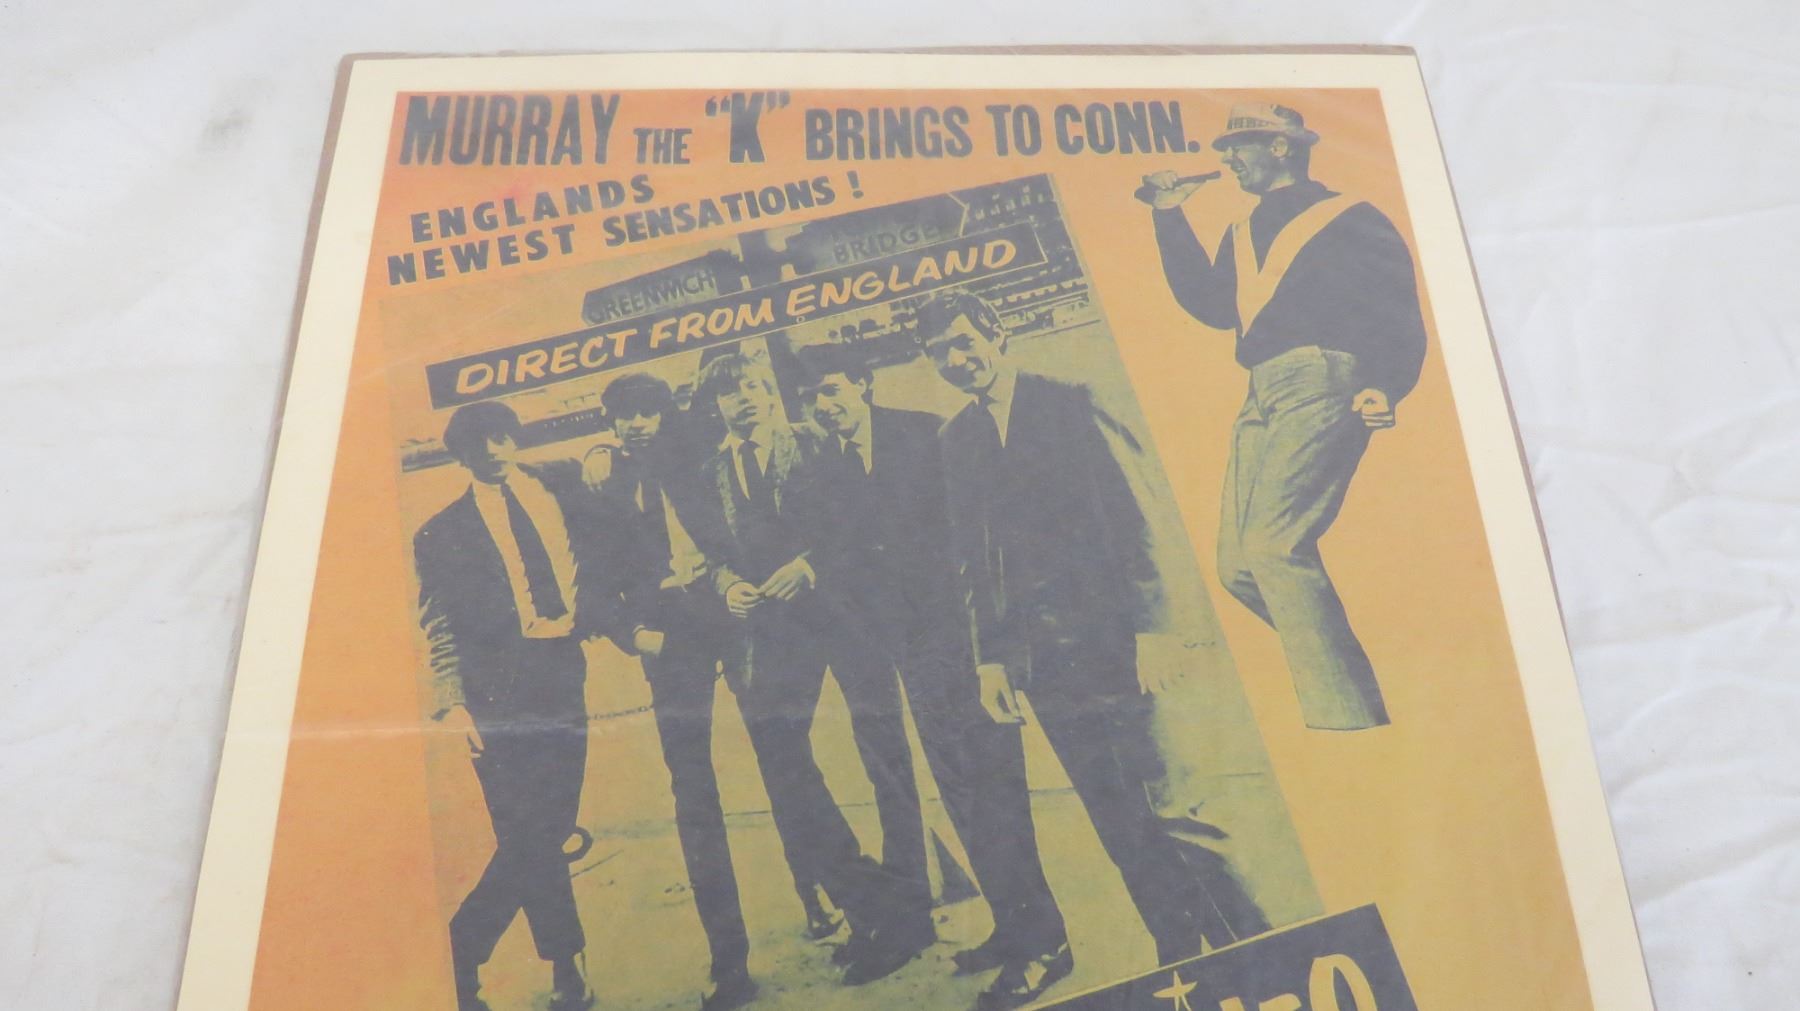 MURRAY THE "K" BRINGS TO CONN.
ENGLANDS
NEWEST SENSATIONS!
GREENWICH
BRIDGE
DIRECT FROM ENGLAND